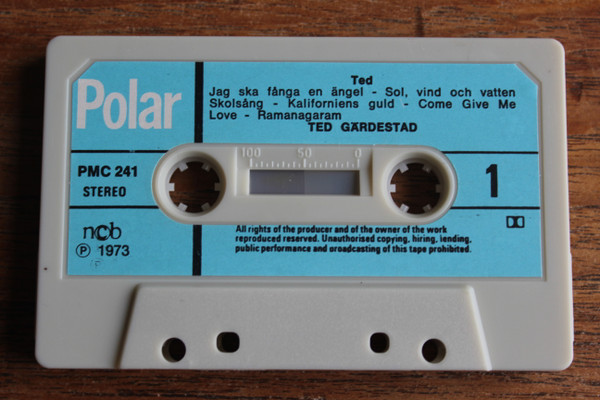 Polar
Ted
Jag ska fånga en ängel - Sol, vind och vatten
Skolsång - Kaliforniens guld - Come Give Me
Love - Ramanagaram
TED GÄRDESTAD
PMC 241
STEREO
100 50 0
1
ncb
Ⓟ 1973
All rights of the producer and of the owner of the work
reproduced reserved. Unauthorised copying, hiring, lending,
public performance and oroadcasting of this tape prohibited.